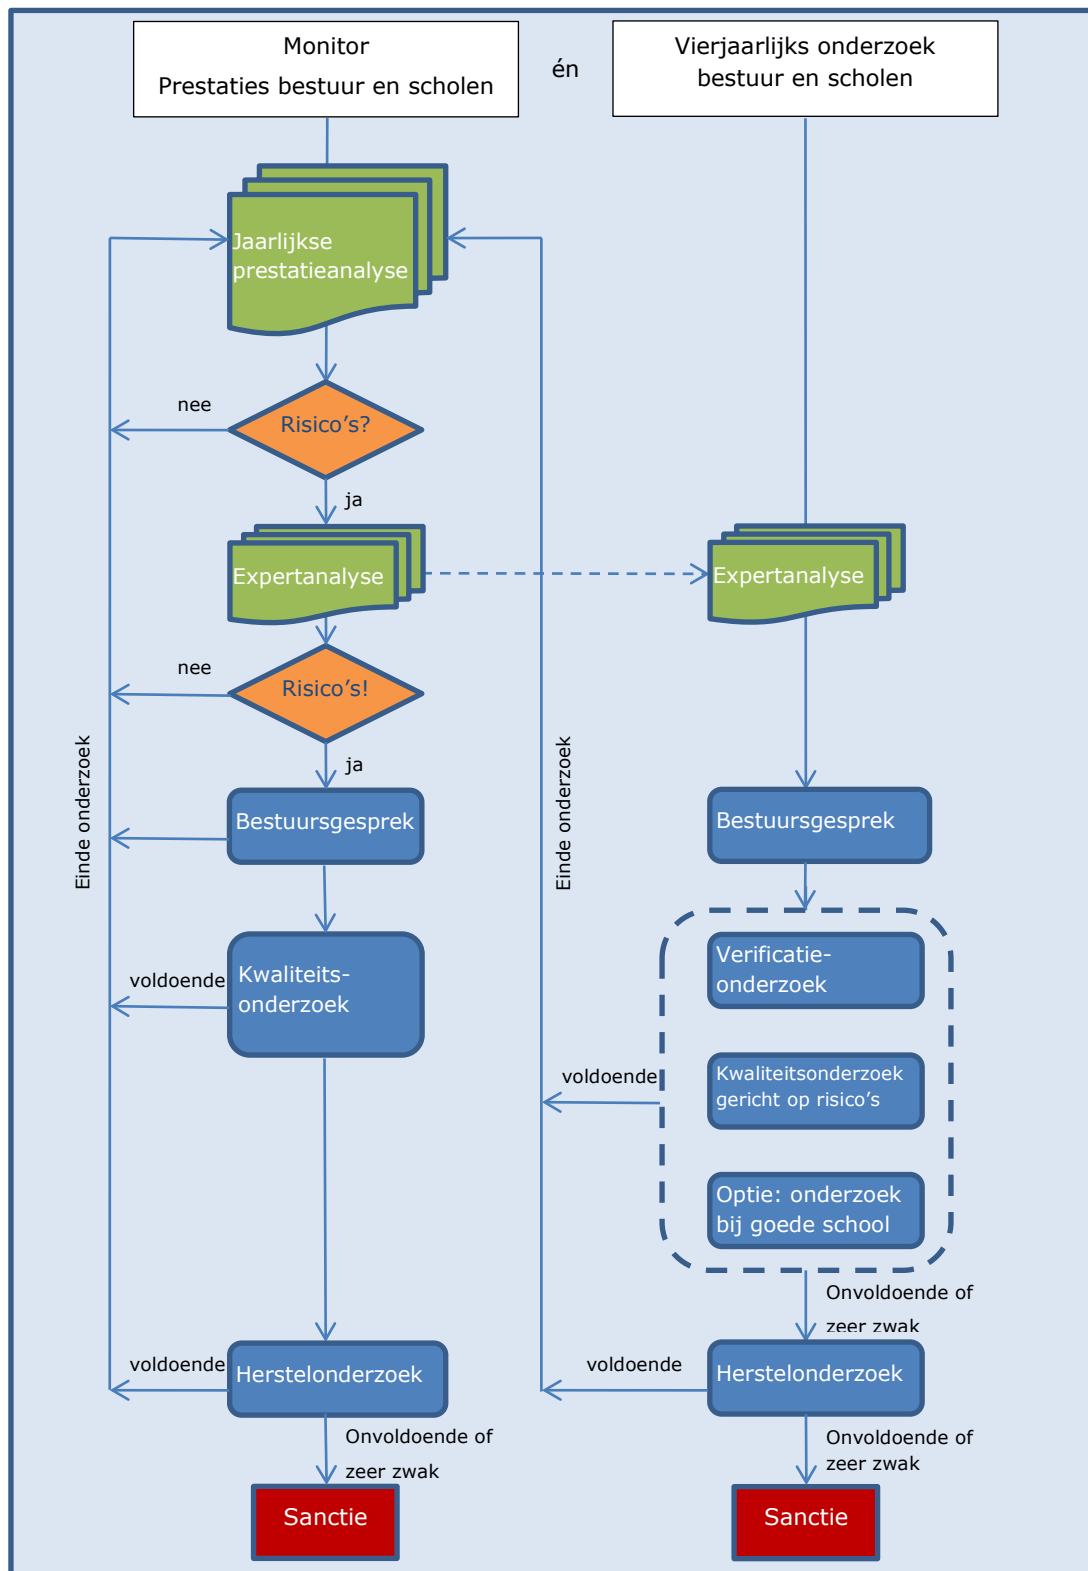 Monitor
Prestaties bestuur en scholen
én
Vierjaarlijks onderzoek
bestuur en scholen
Jaarlijkse
prestatieanalyse
nee
Risico's?
ja
Expertanalyse
Expertanalyse
nee
Risico's!
ja
Einde onderzoek
Einde onderzoek
Bestuursgesprek
Bestuursgesprek
voldoende
Kwaliteits-
onderzoek
Verificatie-
onderzoek
voldoende
Kwaliteitsonderzoek
gericht op risico's
Optie: onderzoek
bij goede school
Onvoldoende of
zeer zwak
voldoende
Herstelonderzoek
voldoende
Herstelonderzoek
Onvoldoende of
zeer zwak
Onvoldoende of
zeer zwak
Sanctie
Sanctie